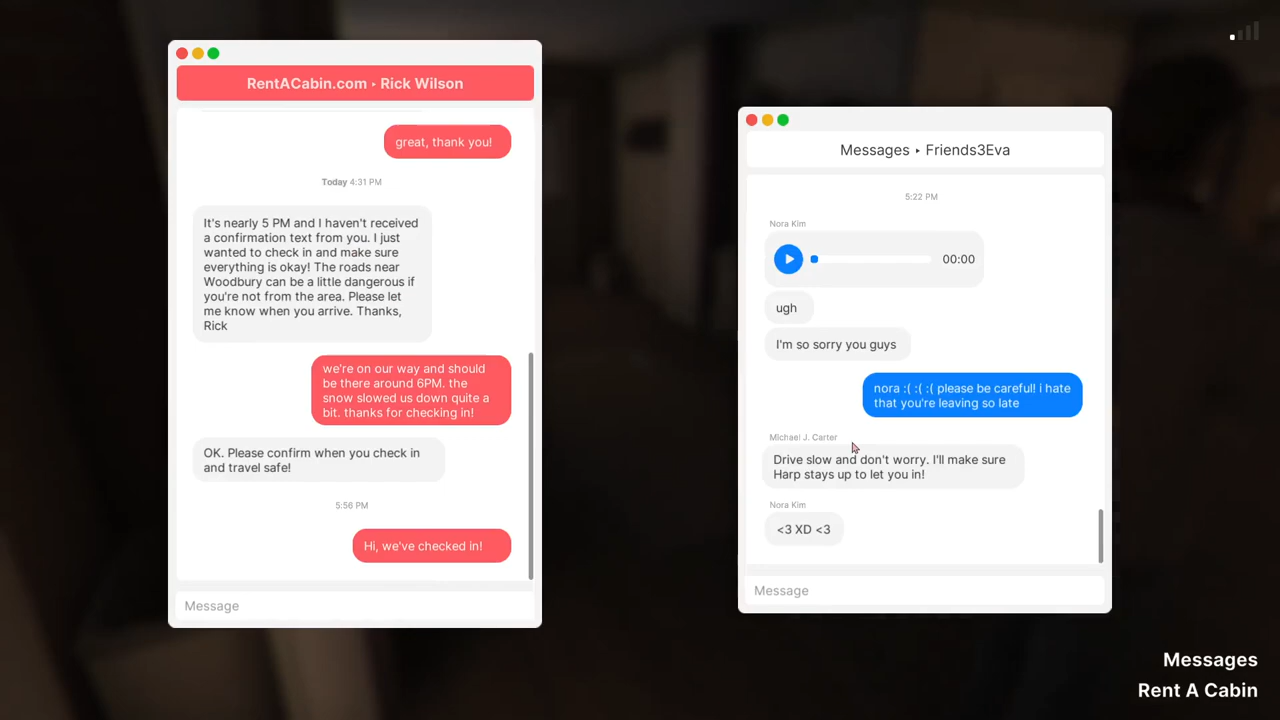 RentACabin.com ▸ Rick Wilson
great, thank you!
Today 4:31 PM
It's nearly 5 PM and I haven't received
a confirmation text from you. I just
wanted to check in and make sure
everything is okay! The roads near
Woodbury can be a little dangerous if
you're not from the area. Please let
me know when you arrive. Thanks,
Rick
we're on our way and should
be there around 6PM. the
snow slowed us down quite a
bit. thanks for checking in!
OK. Please confirm when you check in
and travel safe!
5:56 PM
Hi, we've checked in!
Message
Messages ▸ Friends3Eva
5:22 PM
Nora Kim
00:00
ugh
I'm so sorry you guys
nora :( :( :( please be careful! i hate
that you're leaving so late
Michael J. Carter
Drive slow and don't worry. I'll make sure
Harp stays up to let you in!
Nora Kim
<3 XD <3
Message
Messages
Rent A Cabin